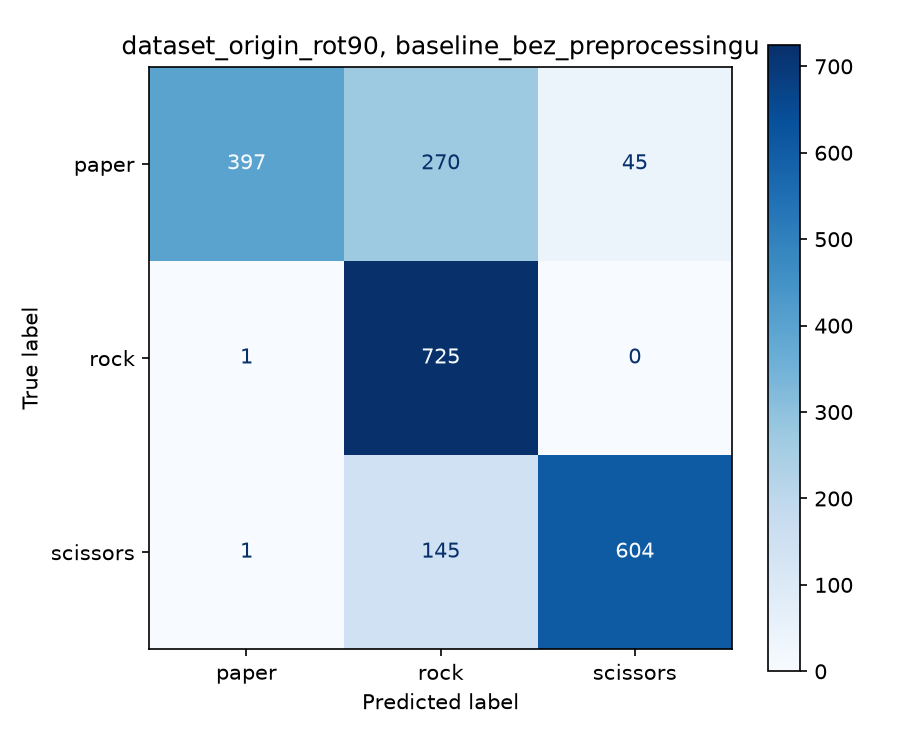 dataset_origin_rot90, baseline_bez_preprocessingu
700
600
500
400
300
200
100
0
True label
paper
397
270
45
rock
1
725
0
scissors
1
145
604
paper
rock
scissors
Predicted label